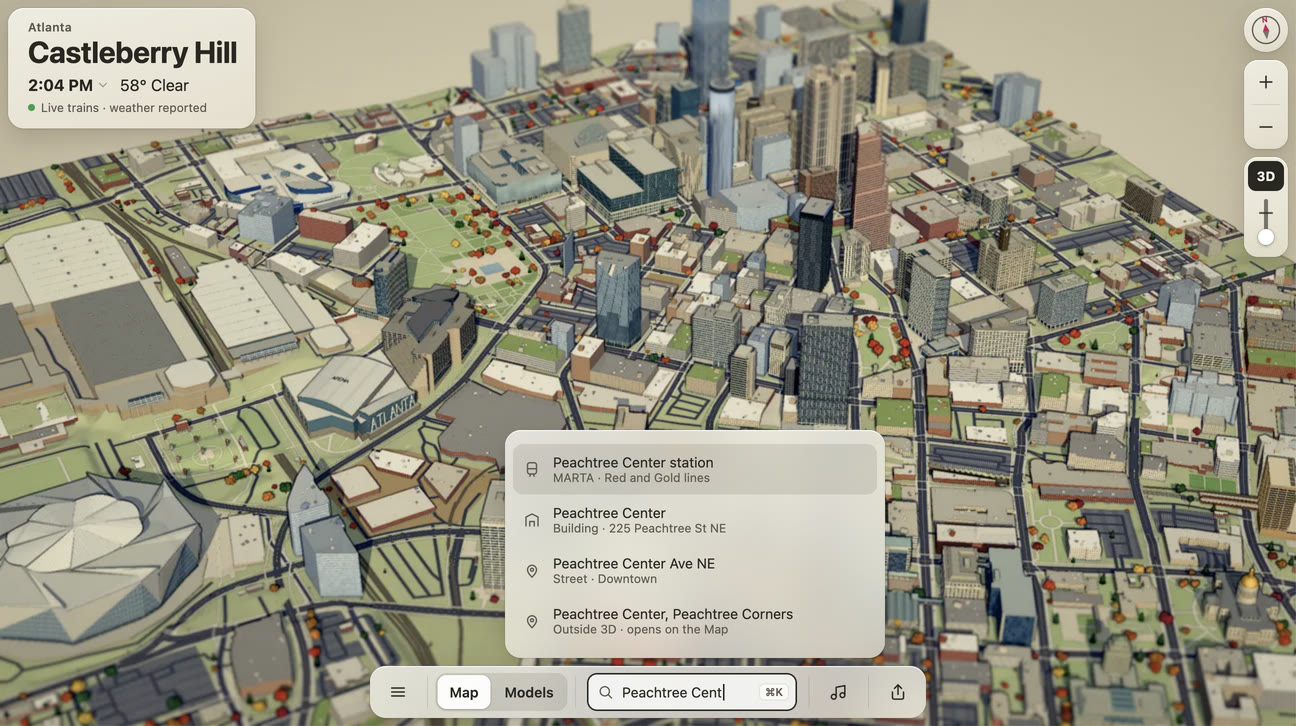 Atlanta
Castleberry Hill
2:04 PM 58° Clear
Live trains · weather reported
N
+
−
3D
ARENA
ATLANTA
Peachtree Center station
MARTA · Red and Gold lines
Peachtree Center
Building · 225 Peachtree St NE
Peachtree Center Ave NE
Street · Downtown
Peachtree Center, Peachtree Corners
Outside 3D · opens on the Map
Map Models Peachtree Cent ⌘K